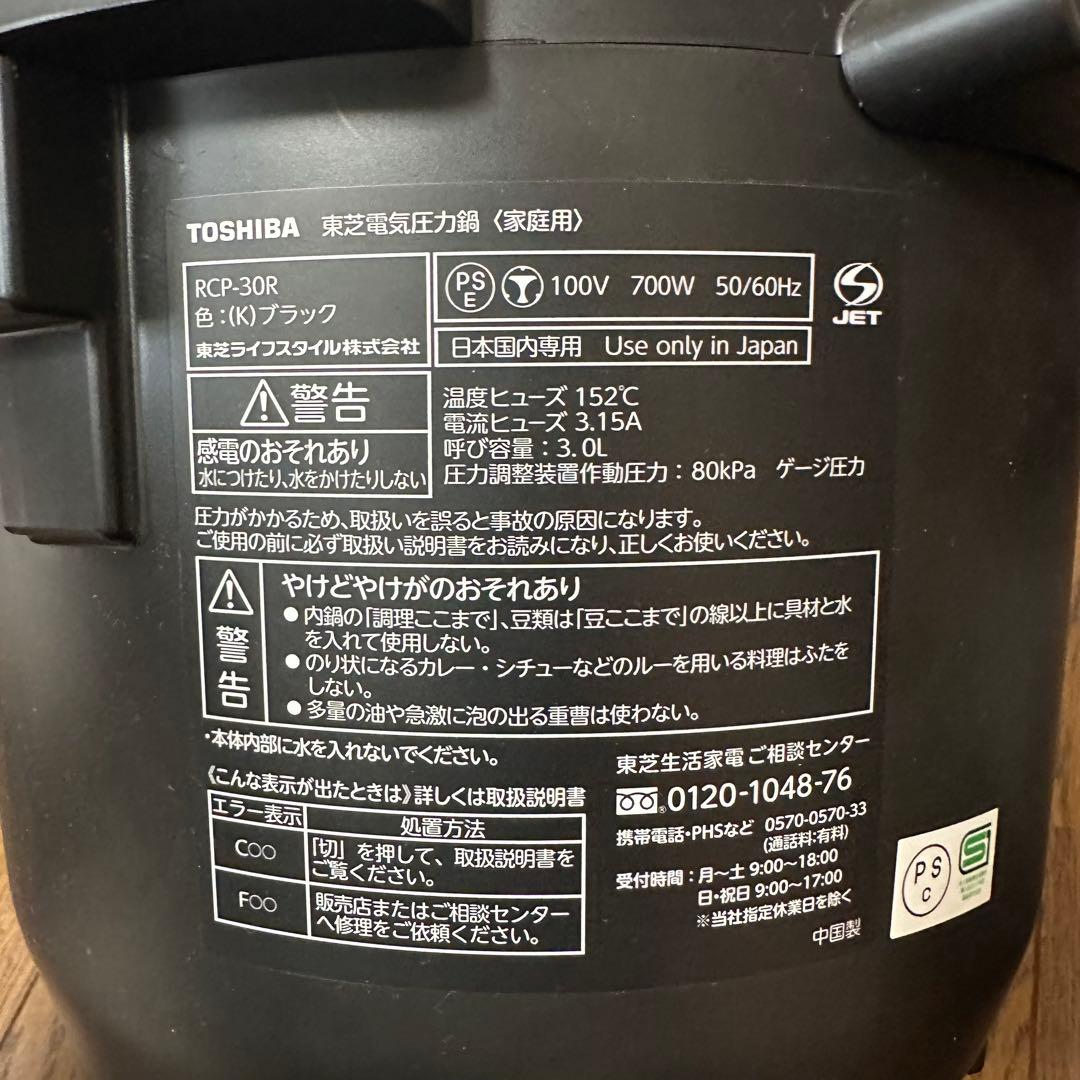 TOSHIBA 東芝電気圧力鍋〈家庭用〉
RCP-30R
色：(K)ブラック
東芝ライフスタイル株式会社
PS
E
100V 700W 50/60Hz
JET
日本国内専用 Use only in Japan
警告
感電のおそれあり
水につけたり、水をかけたりしない
温度ヒューズ 152℃
電流ヒューズ 3.15A
呼び容量：3.0L
圧力調整装置作動圧力：80kPa ゲージ圧力
圧力がかかるため、取扱いを誤ると事故の原因になります。
ご使用の前に必ず取扱い説明書をお読みになり、正しくお使いください。
警告
やけどやけがのおそれあり
●内鍋の「調理ここまで」、豆類は「豆ここまで」の線以上に具材と水
を入れて使用しない。
●のり状になるカレー・シチューなどのルーを用いる料理はふたを
しない。
●多量の油や急激に泡の出る重曹は使わない。
・本体内部に水を入れないでください。
《こんな表示が出たときは》詳しくは取扱説明書
エラー表示 処置方法
C○○ 「切」を押して、取扱説明書を
ご覧ください。
F○○ 販売店またはご相談センター
へ修理をご依頼ください。
東芝生活家電 ご相談センター
® 0120-1048-76
携帯電話・PHSなど 0570-0570-33
(通話料:有料)
受付時間：月～土 9:00～18:00
日・祝日 9:00～17:00
※当社指定休業日を除く
中国製
PS
C